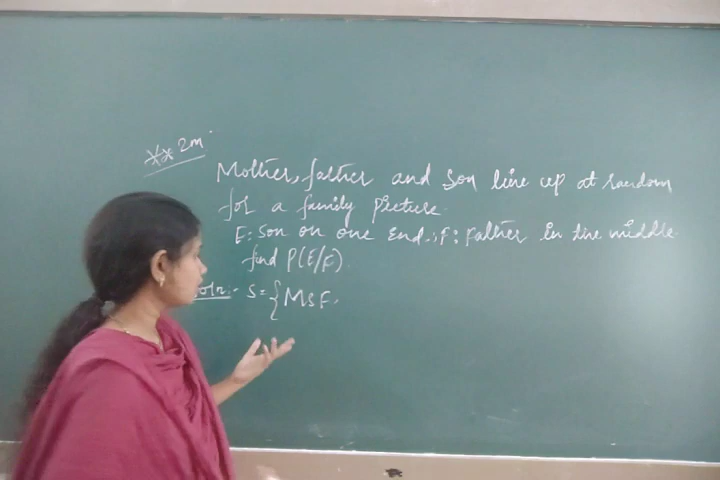 ** 2m
Mother, father and son line up at random
for a family picture.
E: Son on one end., F: Father in the middle.
find P(E/F).
Soln:- S = {MSF,